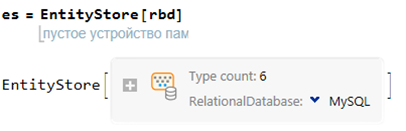 es = EntityStore[rbd]
пустое устройство пам
EntityStore[
Type count: 6
RelationalDatabase: MySQL
]